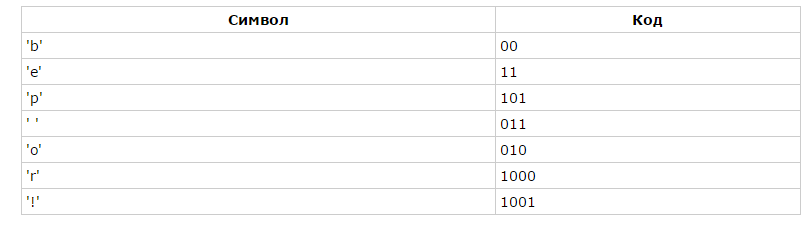 Символ Код
'b' 00
'e' 11
'p' 101
' ' 011
'o' 010
'r' 1000
'!' 1001